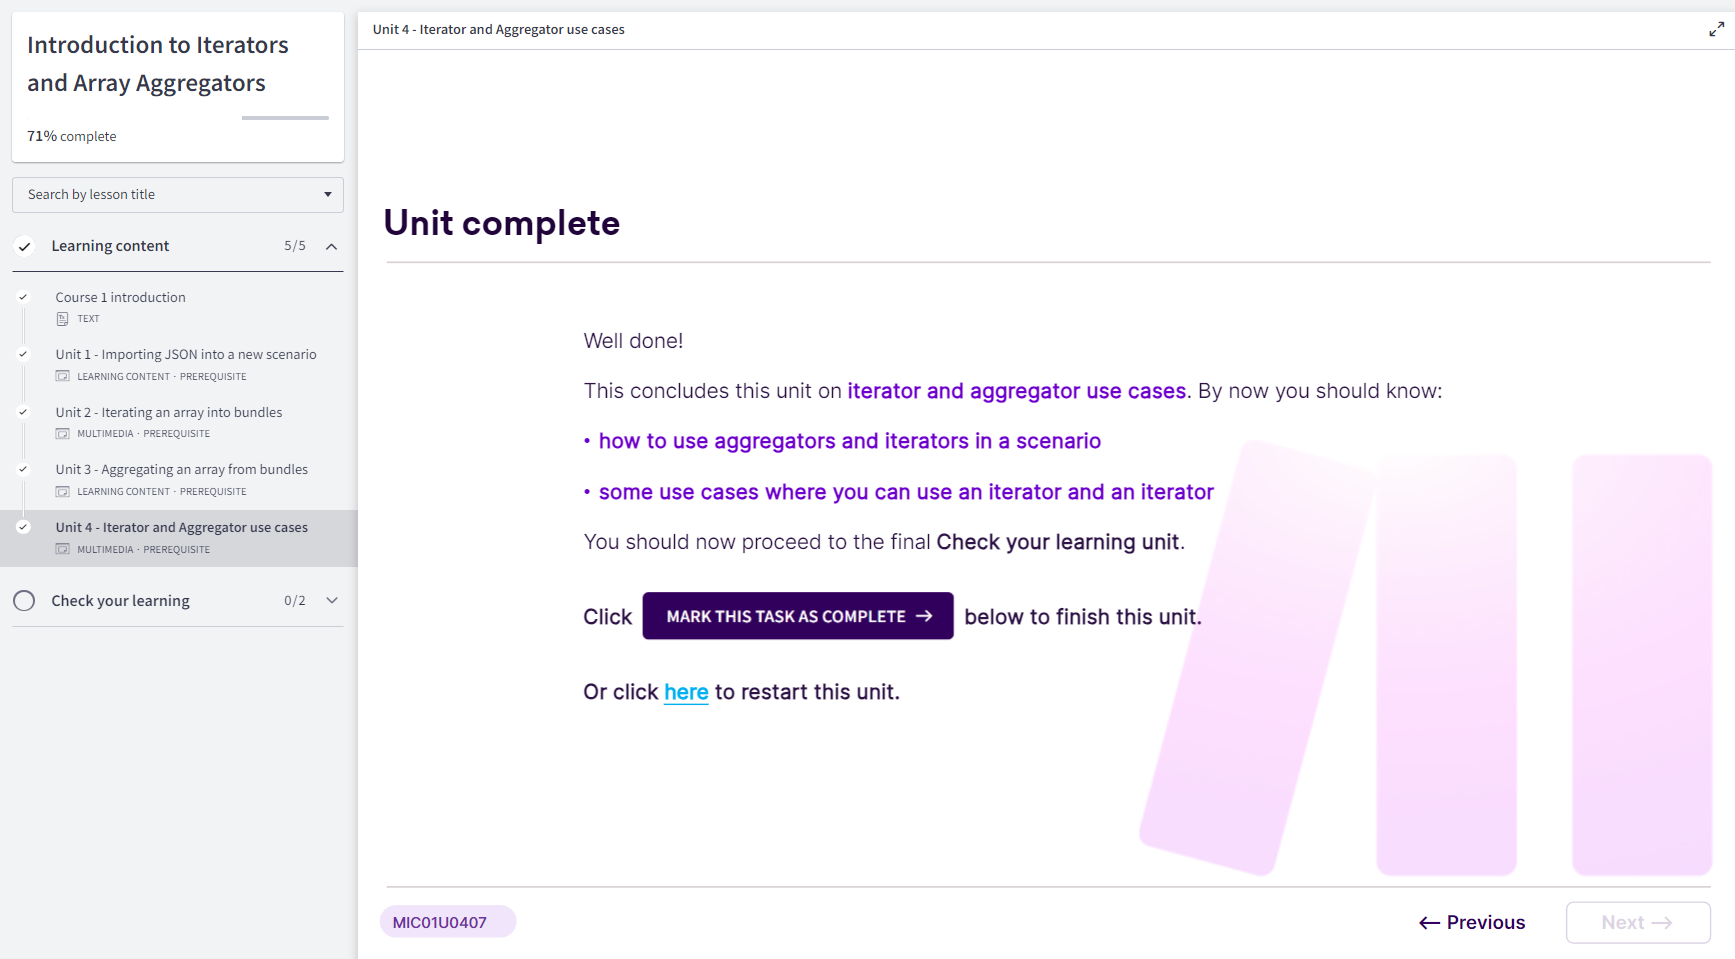 Introduction to Iterators
and Array Aggregators
71% complete
Search by lesson title
Learning content 5/5
Course 1 introduction
TEXT
Unit 1 - Importing JSON into a new scenario
LEARNING CONTENT · PREREQUISITE
Unit 2 - Iterating an array into bundles
MULTIMEDIA · PREREQUISITE
Unit 3 - Aggregating an array from bundles
LEARNING CONTENT · PREREQUISITE
Unit 4 - Iterator and Aggregator use cases
MULTIMEDIA · PREREQUISITE
Check your learning 0/2
Unit 4 - Iterator and Aggregator use cases
Unit complete
Well done!
This concludes this unit on iterator and aggregator use cases. By now you should know:
• how to use aggregators and iterators in a scenario
• some use cases where you can use an iterator and an iterator
You should now proceed to the final Check your learning unit.
Click MARK THIS TASK AS COMPLETE → below to finish this unit.
Or click here to restart this unit.
MIC01U0407
← Previous
Next →